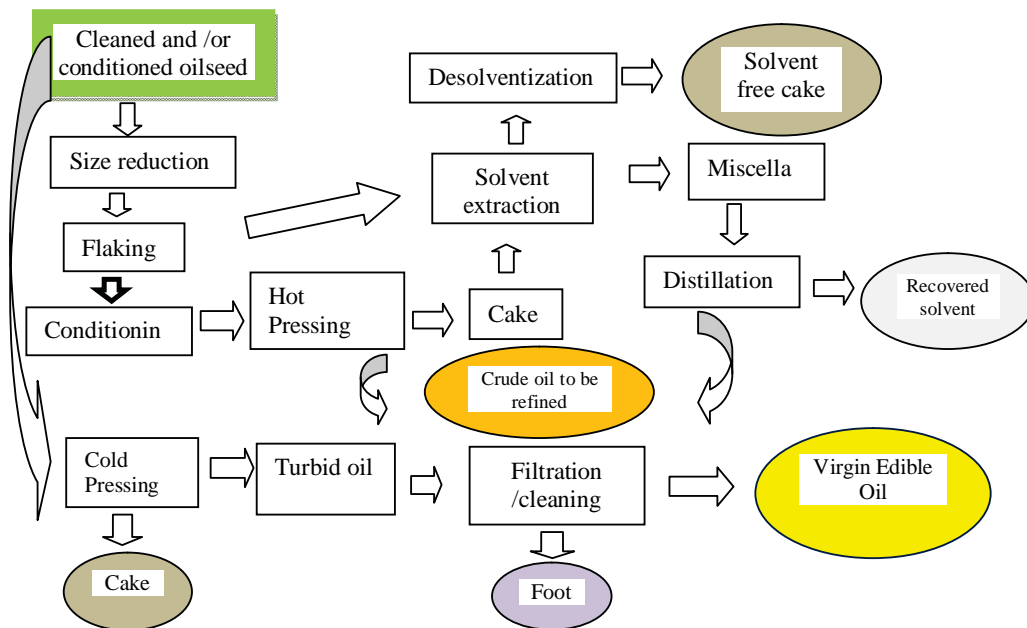 Cleaned and /or
conditioned oilseed
Desolventization
Solvent
free cake
Size reduction
Solvent
extraction
Miscella
Flaking
Hot
Pressing
Distillation
Recovered
solvent
Conditionin
Cake
Crude oil to be
refined
Cold
Pressing
Turbid oil
Filtration
/cleaning
Virgin Edible
Oil
Cake
Foot